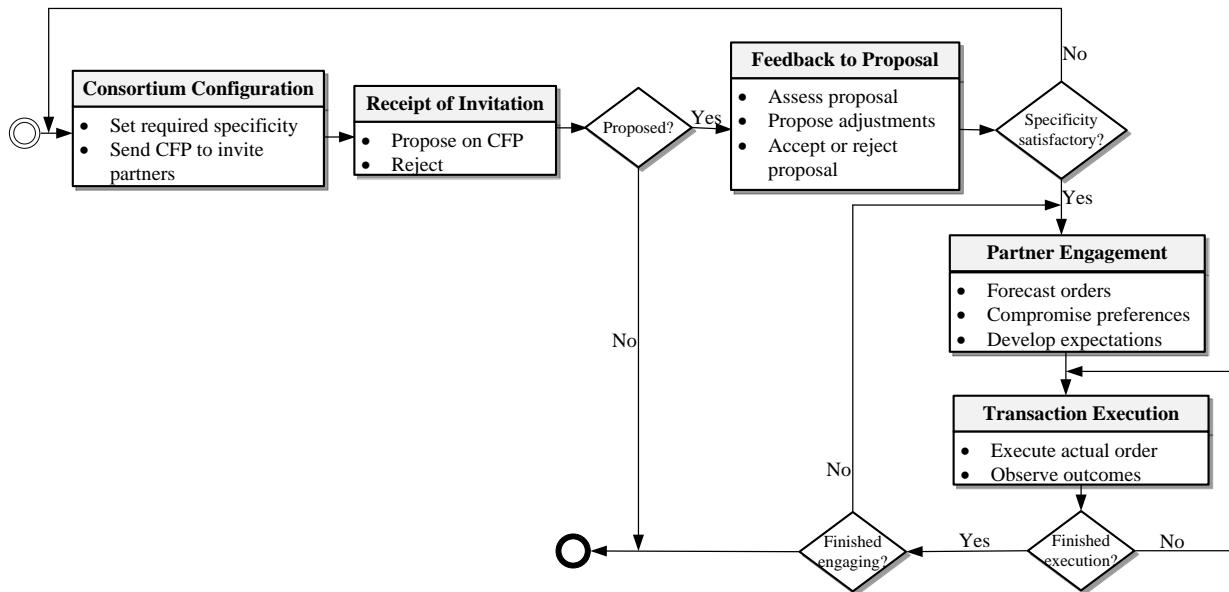 No
Consortium Configuration
• Set required specificity
• Send CFP to invite
partners
Receipt of Invitation
• Propose on CFP
• Reject
Proposed?
Yes
Feedback to Proposal
• Assess proposal
• Propose adjustments
• Accept or reject
proposal
Specificity
satisfactory?
Yes
Partner Engagement
• Forecast orders
• Compromise preferences
• Develop expectations
No
Transaction Execution
• Execute actual order
• Observe outcomes
No
Finished
engaging?
Yes
Finished
execution?
No